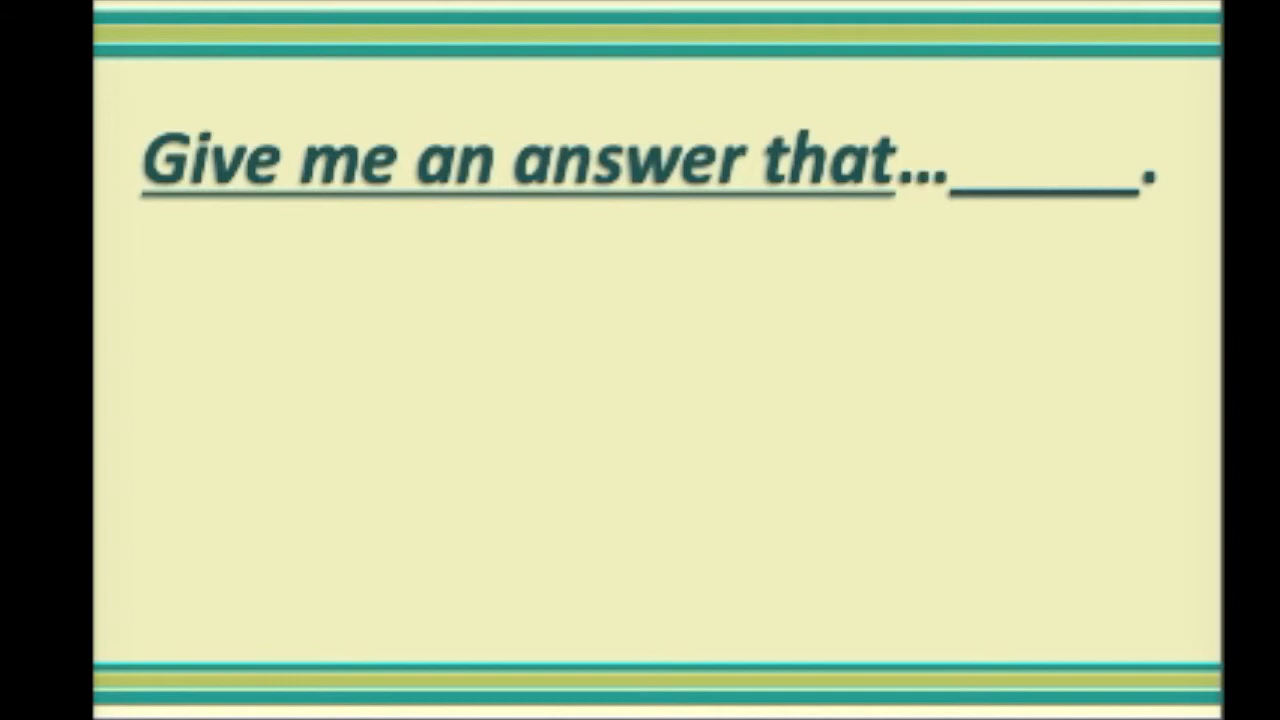 Give me an answer that…______.